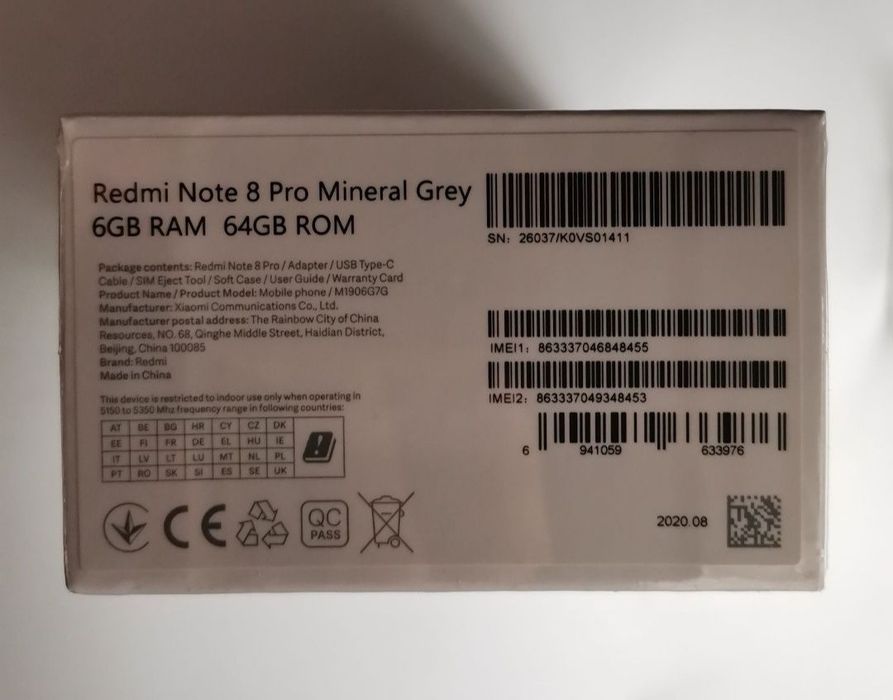 Redmi Note 8 Pro Mineral Grey
6GB RAM 64GB ROM
Package contents: Redmi Note 8 Pro / Adapter / USB Type-C
Cable / SIM Eject Tool / Soft Case / User Guide / Warranty Card
Product Name / Product Model: Mobile phone / M1906G7G
Manufacturer: Xiaomi Communications Co., Ltd.
Manufacturer postal address: The Rainbow City of China
Resources, NO.68, Qinghe Middle Street, Haidian District,
Beijing, China 100085
Brand: Redmi
Made in China
This device is restricted to indoor use only when operating in
5150 to 5350 Mhz frequency range in following countries:
AT BE BG HR CY CZ DK
EE FI FR DE EL HU IE
IT LV LT LU MT NL PL
PT RO SK SI ES SE UK
CE
QC
PASS
SN: 26037/K0VS01411
IMEI1: 863337046848455
IMEI2: 863337049348453
6 941059 633976
2020.08